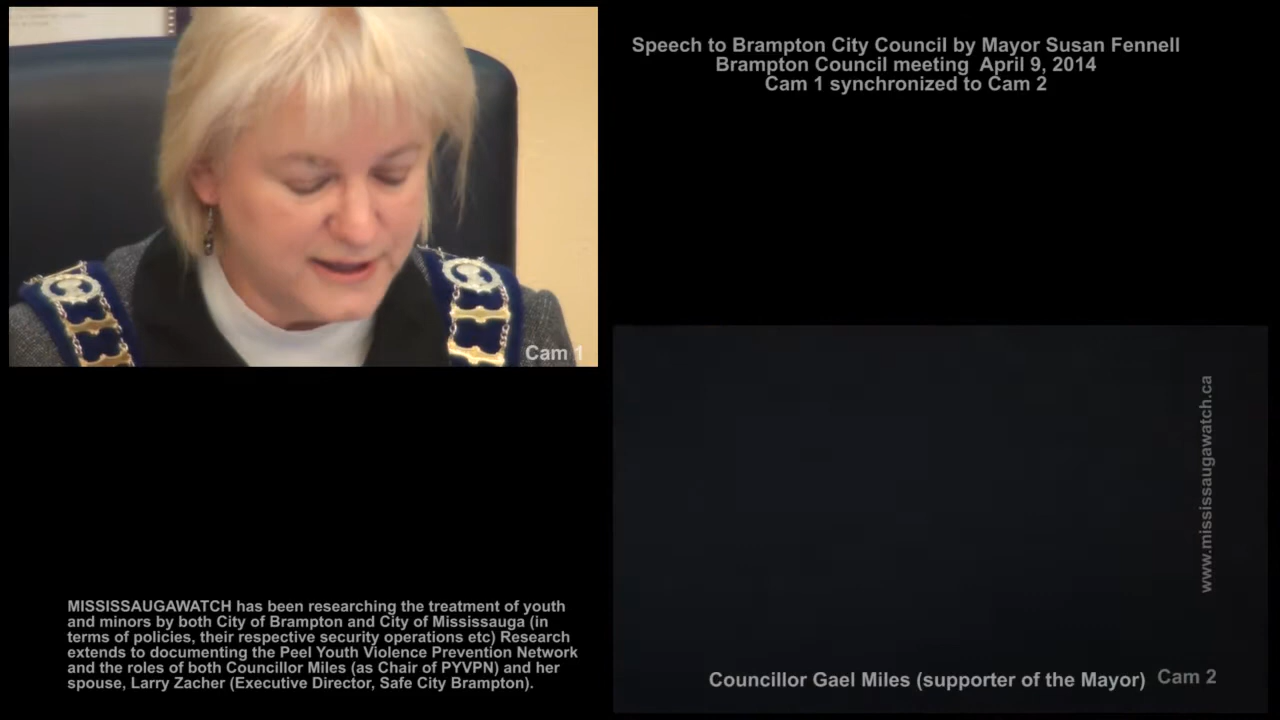 Speech to Brampton City Council by Mayor Susan Fennell
Brampton Council meeting April 9, 2014
Cam 1 synchronized to Cam 2
Cam 1
www.mississaugawatch.ca
MISSISSAUGAWATCH has been researching the treatment of youth
and minors by both City of Brampton and City of Mississauga (in
terms of policies, their respective security operations etc) Research
extends to documenting the Peel Youth Violence Prevention Network
and the roles of both Councillor Miles (as Chair of PYVPN) and her
spouse, Larry Zacher (Executive Director, Safe City Brampton).
Councillor Gael Miles (supporter of the Mayor) Cam 2